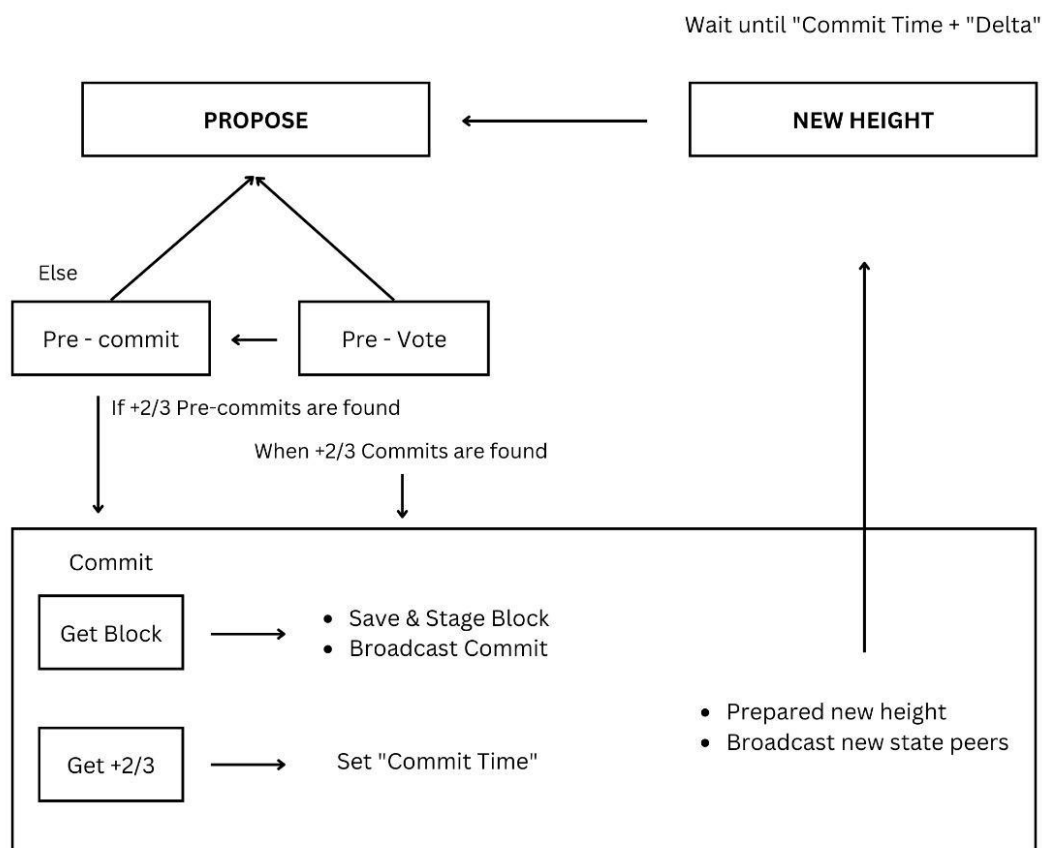 Wait until "Commit Time + "Delta"
PROPOSE
NEW HEIGHT
Else
Pre - commit
Pre - Vote
If +2/3 Pre-commits are found
When +2/3 Commits are found
Commit
Get Block
• Save & Stage Block
• Broadcast Commit
• Prepared new height
• Broadcast new state peers
Get +2/3
Set "Commit Time"